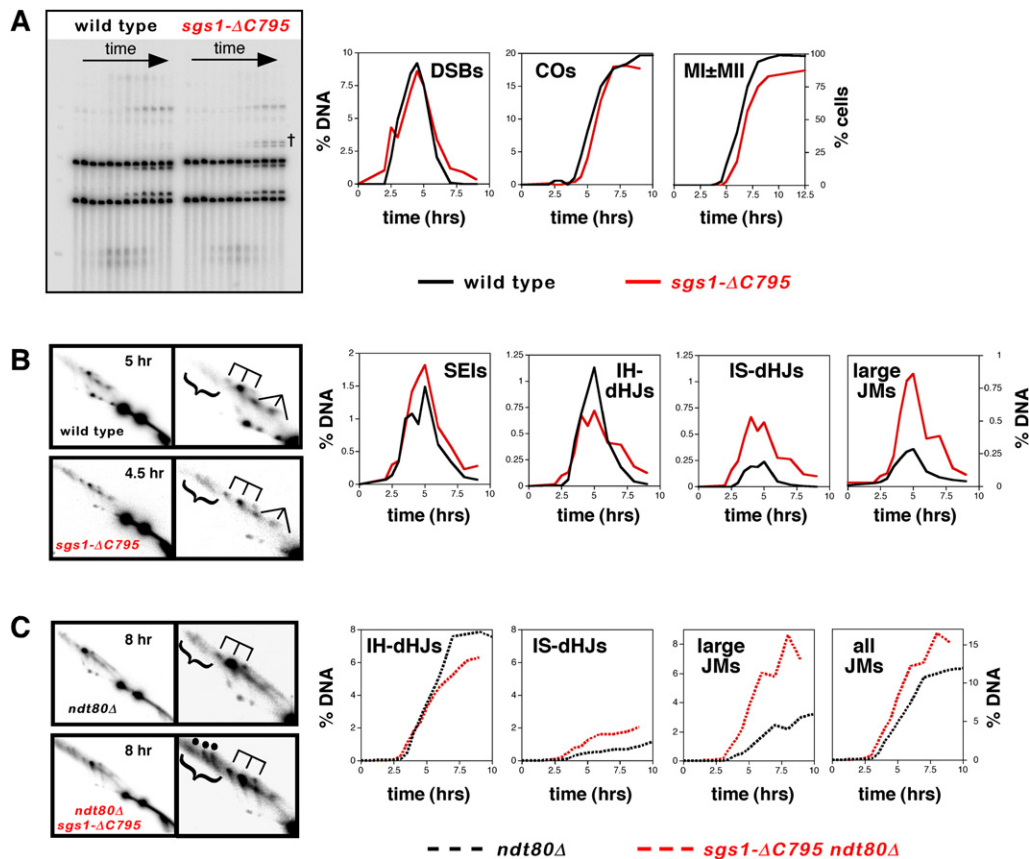 A
wild type sgs1-ΔC795
time time
†
DSBs
COs
MI±MII
% DNA
10
8
6
4
2
0
0 2.5 5 7.5 10
20
15
10
5
0
0 2.5 5 7.5 10
100
75
50
25
0
% cells
0 2.5 5 7.5 10 12.5
time (hrs) time (hrs) time (hrs)
wild type sgs1-ΔC795
B
5 hr
wild type
4.5 hr
sgs1-ΔC795
% DNA
SEIs
2
1.5
1
0.5
0
0 2.5 5 7.5 10
IH-
dHJs
1.25
1
0.75
0.5
0.25
0
0 2.5 5 7.5 10
IS-dHJs
1.25
1
0.75
0.5
0.25
0
0 2.5 5 7.5 10
large
JMs
1
0.75
0.5
0.25
0
% DNA
0 2.5 5 7.5 10
time (hrs) time (hrs) time (hrs) time (hrs)
C
8 hr
ndt80Δ
8 hr
ndt80Δ
sgs1-ΔC795
% DNA
IH-dHJs
8
6
4
2
0
0 2.5 5 7.5 10
IS-dHJs
8
6
4
2
0
0 2.5 5 7.5 10
large
JMs
8
6
4
2
0
0 2.5 5 7.5 10
all
JMs
15
10
5
0
% DNA
0 2.5 5 7.5 10
time (hrs) time (hrs) time (hrs) time (hrs)
ndt80Δ sgs1-ΔC795 ndt80Δ